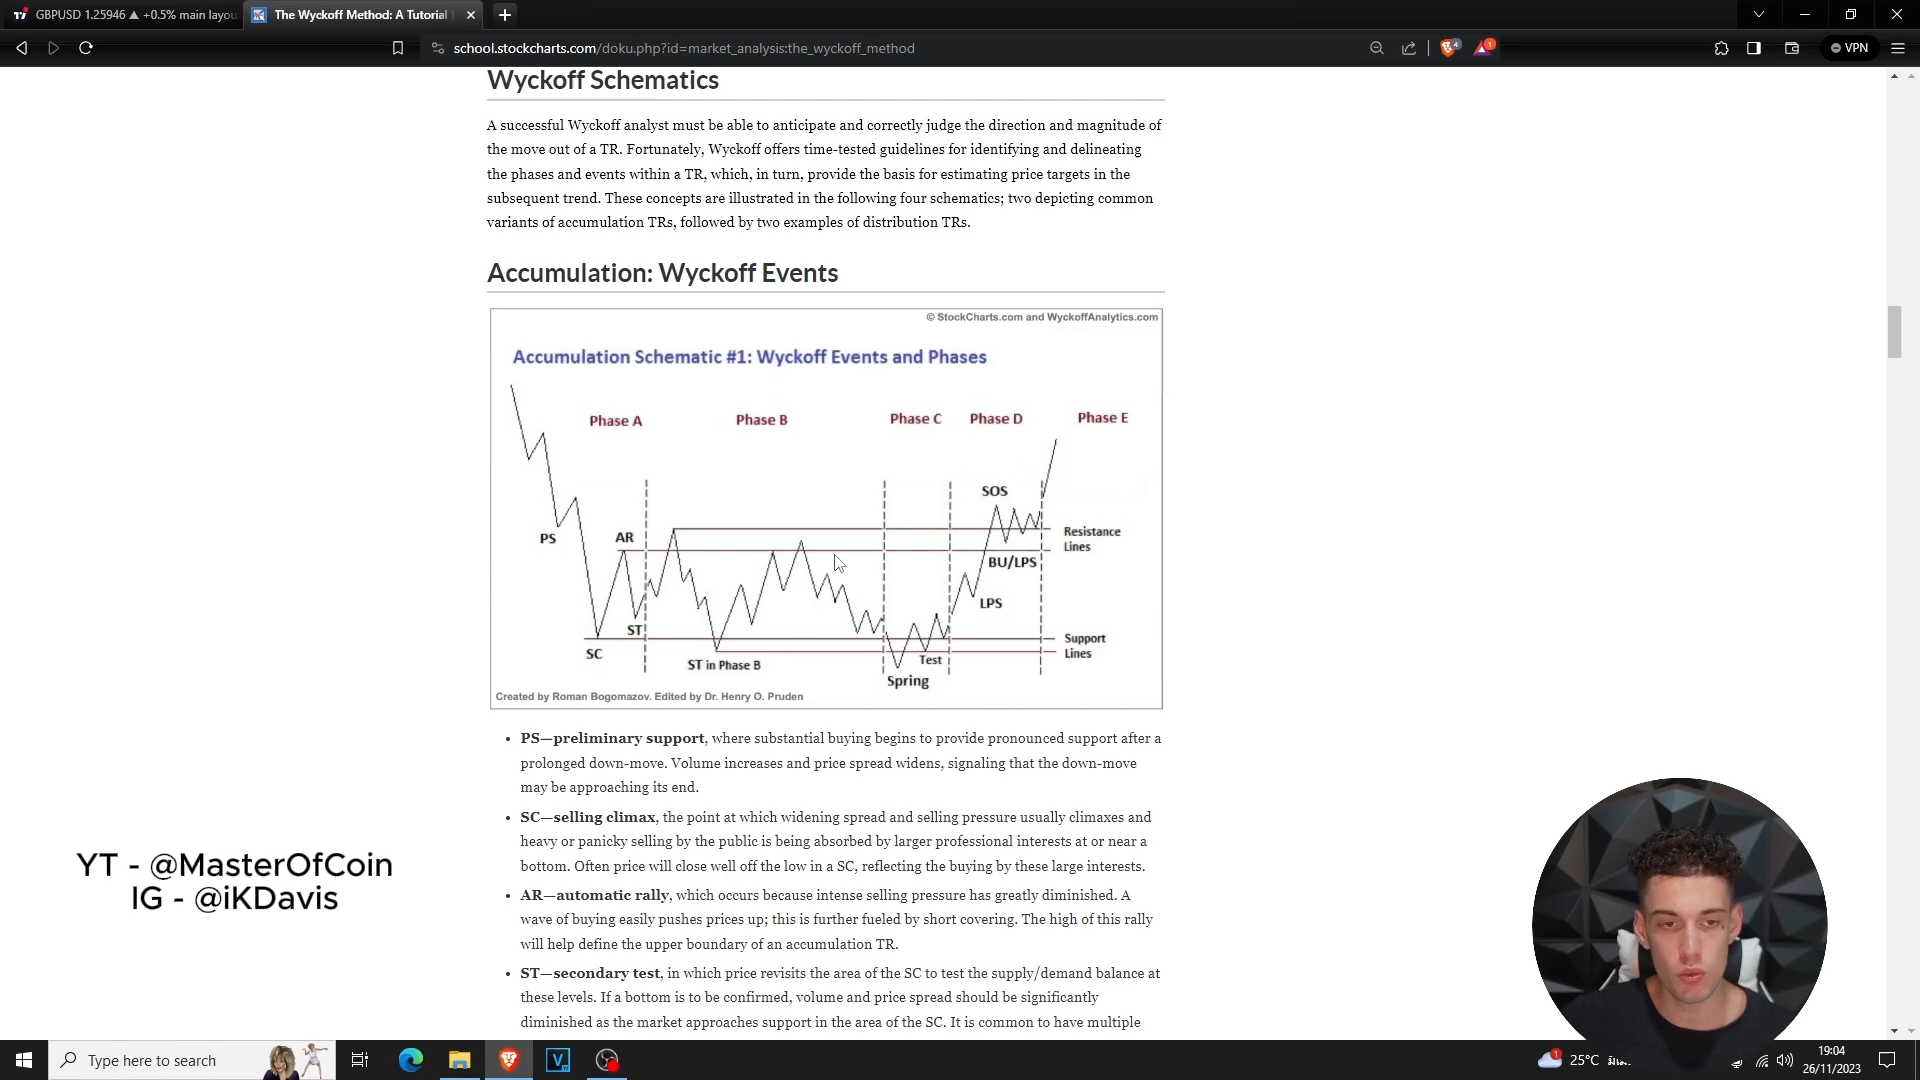 GBPUSD 1.25946 ▲ +0.5% main layou
The Wyckoff Method: A Tutorial
school.stockcharts.com/doku.php?id=market_analysis:the_wyckoff_method
4
1
VPN
Wyckoff Schematics
A successful Wyckoff analyst must be able to anticipate and correctly judge the direction and magnitude of
the move out of a TR. Fortunately, Wyckoff offers time-tested guidelines for identifying and delineating
the phases and events within a TR, which, in turn, provide the basis for estimating price targets in the
subsequent trend. These concepts are illustrated in the following four schematics; two depicting common
variants of accumulation TRs, followed by two examples of distribution TRs.
Accumulation: Wyckoff Events
© StockCharts.com and WyckoffAnalytics.com
Accumulation Schematic #1: Wyckoff Events and Phases
Phase A
Phase B
Phase C
Phase D
Phase E
SOS
PS
AR
Resistance
Lines
BU/LPS
LPS
ST
SC
ST in Phase B
Test
Spring
Support
Lines
Created by Roman Bogomazov. Edited by Dr. Henry O. Pruden
• PS—preliminary support, where substantial buying begins to provide pronounced support after a
prolonged down-move. Volume increases and price spread widens, signaling that the down-move
may be approaching its end.
• SC—selling climax, the point at which widening spread and selling pressure usually climaxes and
heavy or panicky selling by the public is being absorbed by larger professional interests at or near a
bottom. Often price will close well off the low in a SC, reflecting the buying by these large interests.
• AR—automatic rally, which occurs because intense selling pressure has greatly diminished. A
wave of buying easily pushes prices up; this is further fueled by short covering. The high of this rally
will help define the upper boundary of an accumulation TR.
• ST—secondary test, in which price revisits the area of the SC to test the supply/demand balance at
these levels. If a bottom is to be confirmed, volume and price spread should be significantly
diminished as the market approaches support in the area of the SC. It is common to have multiple
YT - @MasterOfCoin
IG - @iKDavis
Type here to search
1
25°C
19:04
26/11/2023